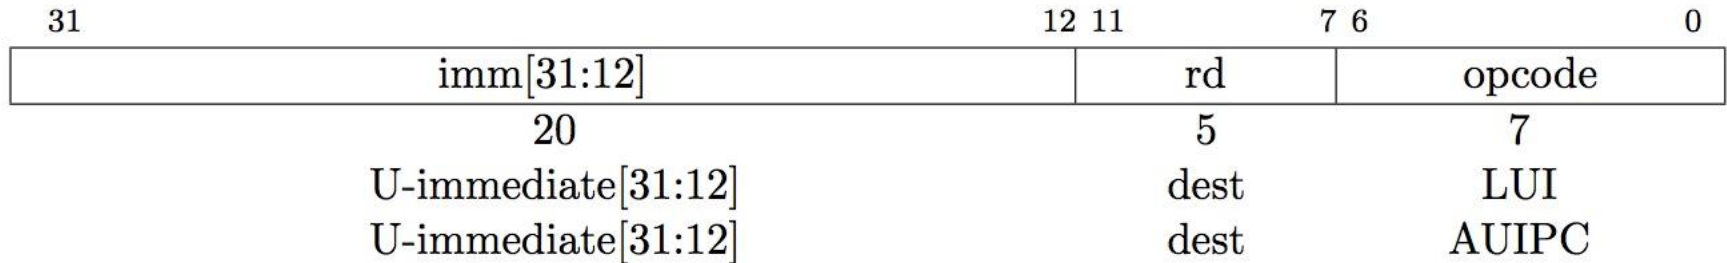 31 12 11 7 6 0
imm[31:12] rd opcode
20 5 7
U-immediate[31:12] dest LUI
U-immediate[31:12] dest AUIPC